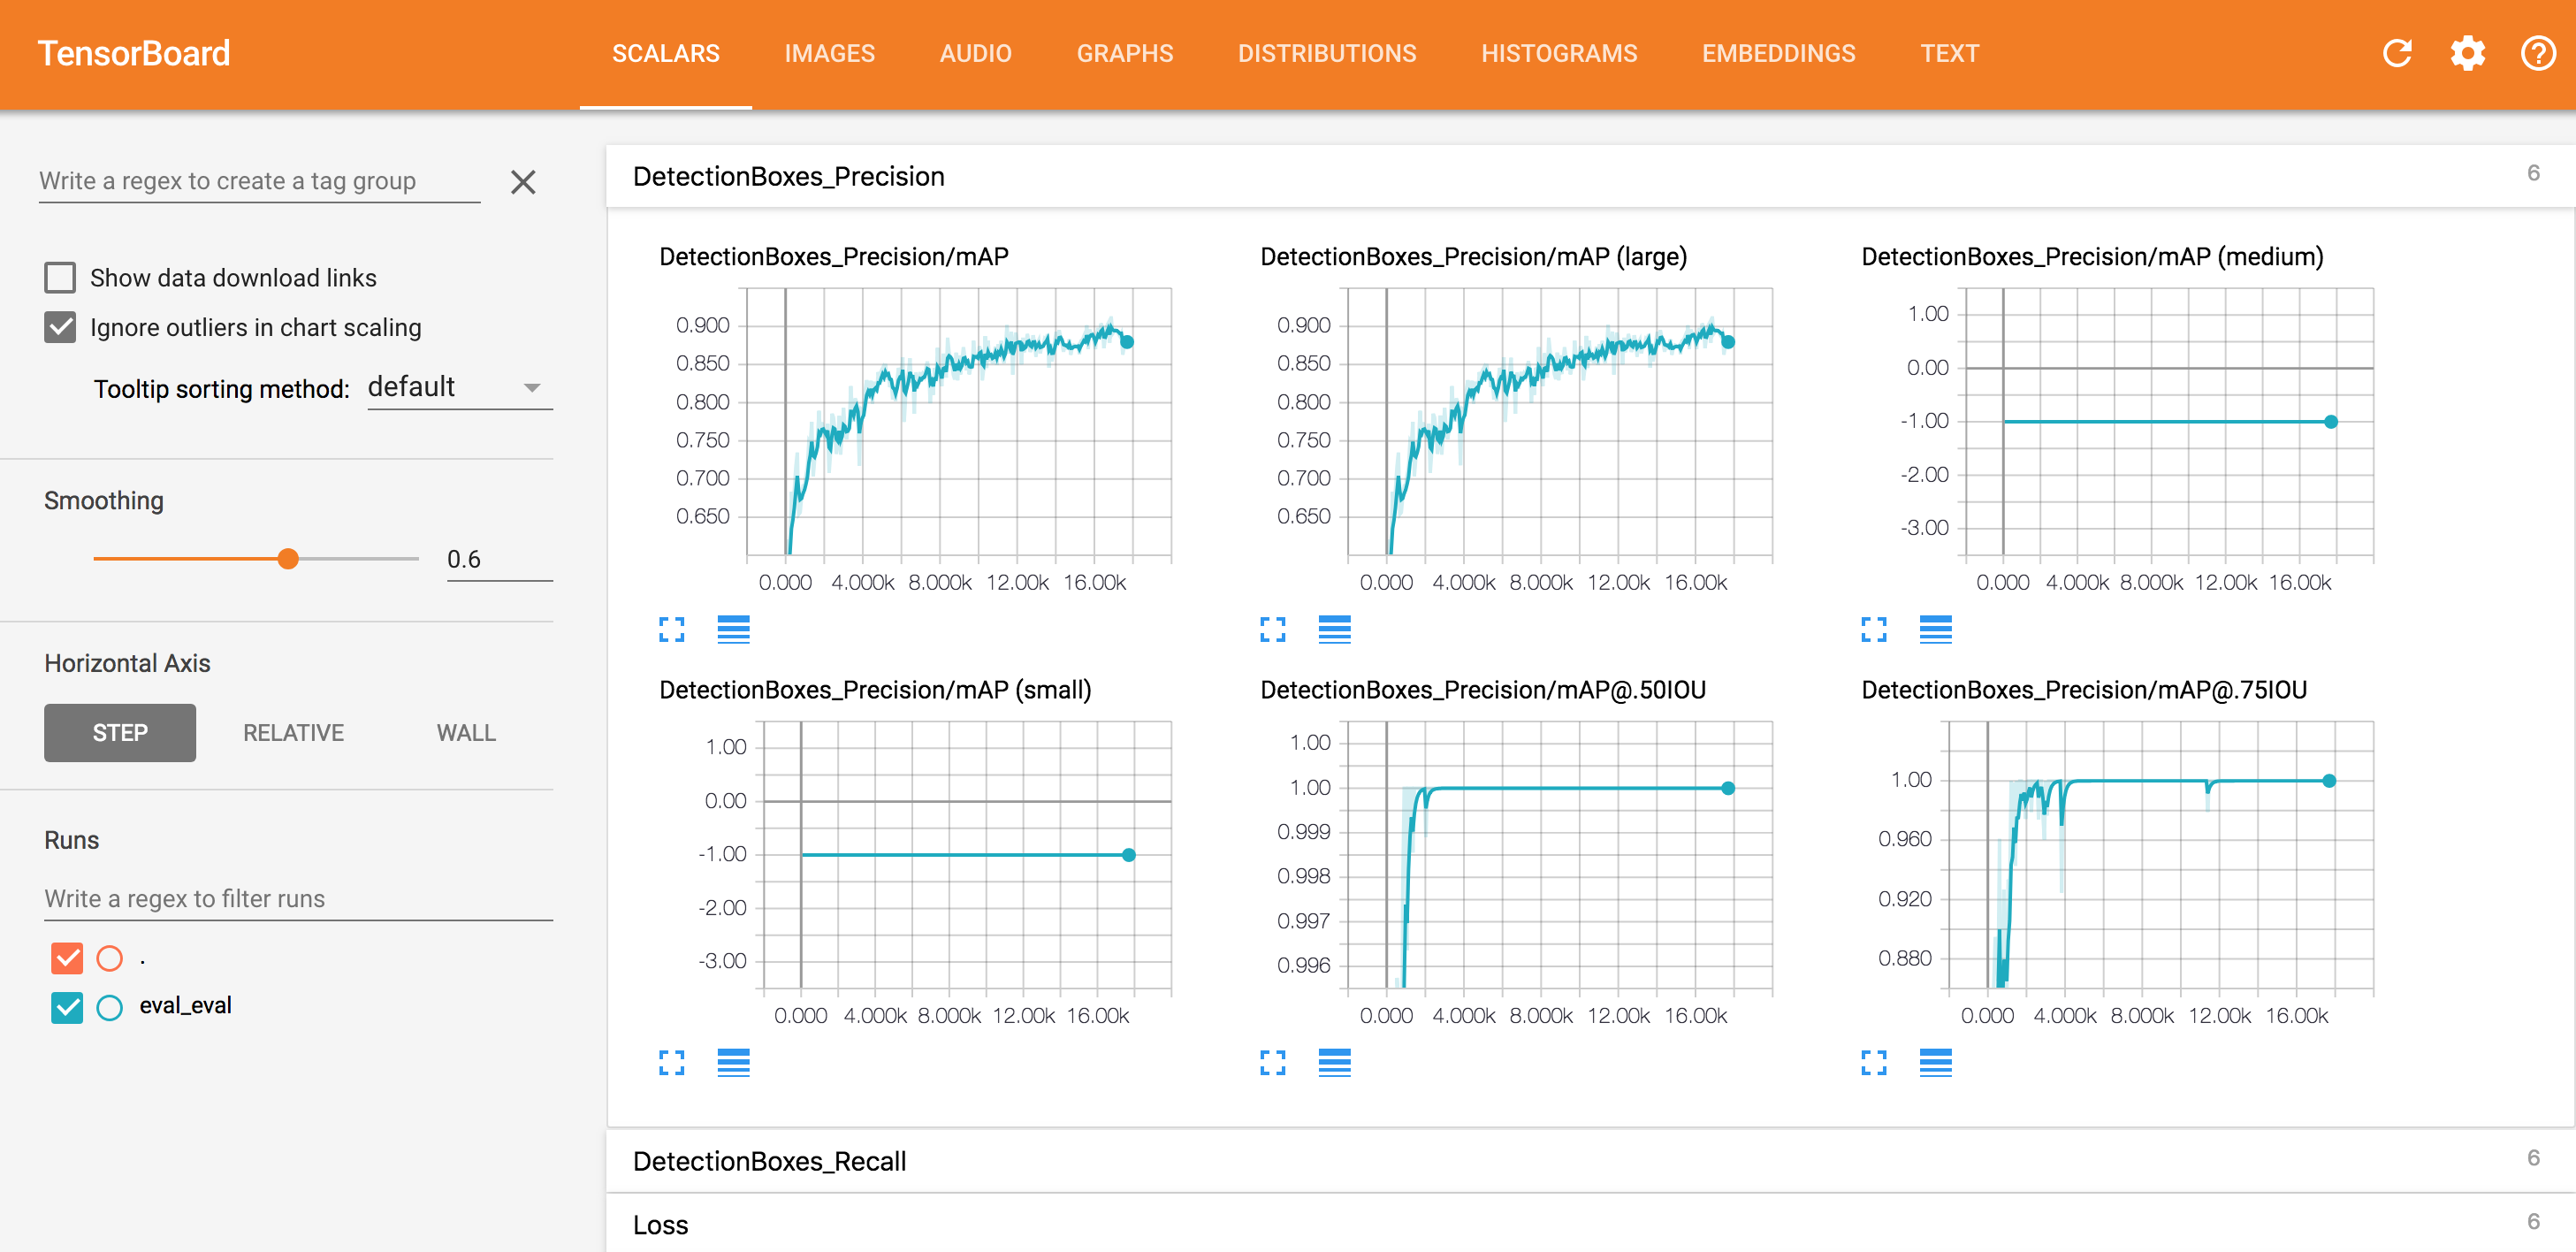 TensorBoard
SCALARS IMAGES AUDIO GRAPHS DISTRIBUTIONS HISTOGRAMS EMBEDDINGS TEXT
Write a regex to create a tag group
Show data download links
Ignore outliers in chart scaling
Tooltip sorting method: default
Smoothing
0.6
Horizontal Axis
STEP RELATIVE WALL
Runs
Write a regex to filter runs
.
eval_eval
DetectionBoxes_Precision 6
DetectionBoxes_Precision/mAP
0.900
0.850
0.800
0.750
0.700
0.650
0.000 4.000k 8.000k 12.00k 16.00k
DetectionBoxes_Precision/mAP (large)
0.900
0.850
0.800
0.750
0.700
0.650
0.000 4.000k 8.000k 12.00k 16.00k
DetectionBoxes_Precision/mAP (medium)
1.00
0.00
-1.00
-2.00
-3.00
0.000 4.000k 8.000k 12.00k 16.00k
DetectionBoxes_Precision/mAP (small)
1.00
0.00
-1.00
-2.00
-3.00
0.000 4.000k 8.000k 12.00k 16.00k
DetectionBoxes_Precision/mAP@.50IOU
1.00
1.00
0.999
0.998
0.997
0.996
0.000 4.000k 8.000k 12.00k 16.00k
DetectionBoxes_Precision/mAP@.75IOU
1.00
0.960
0.920
0.880
0.000 4.000k 8.000k 12.00k 16.00k
DetectionBoxes_Recall 6
Loss 6